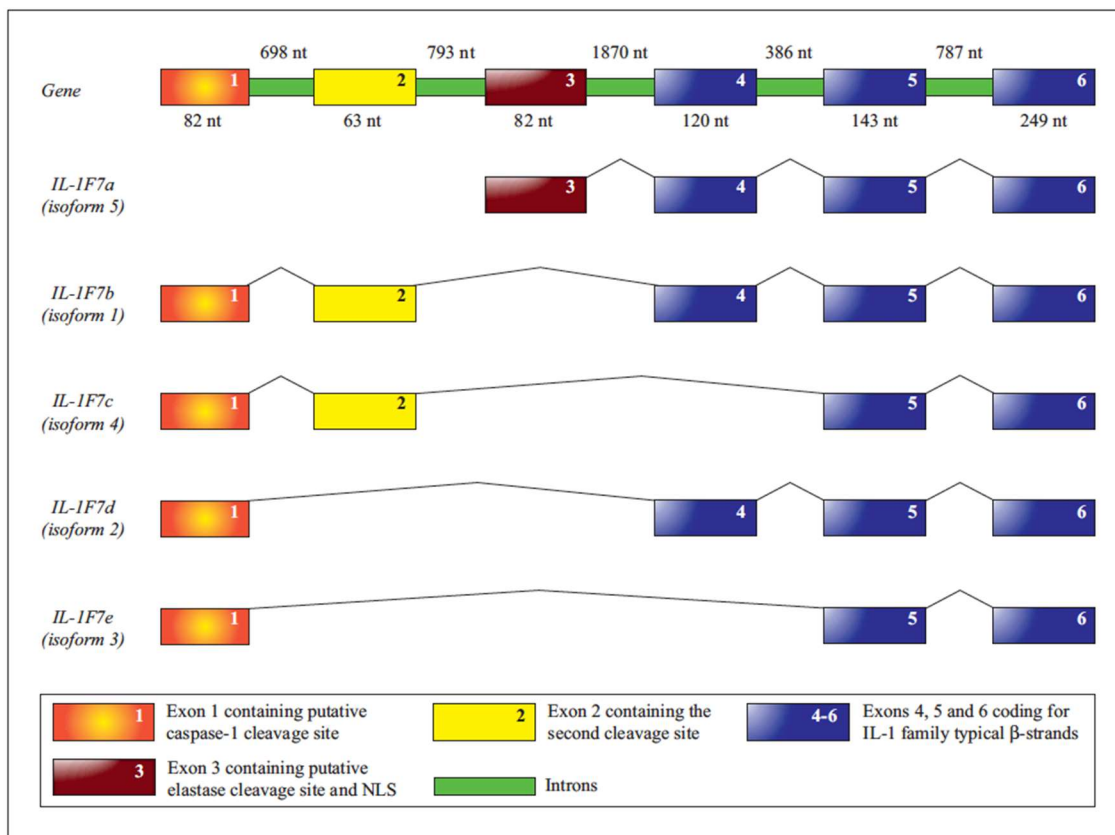 698 nt 793 nt 1870 nt 386 nt 787 nt
Gene 1 2 3 4 5 6
82 nt 63 nt 82 nt 120 nt 143 nt 249 nt
IL-1F7a
(isoform 5) 3 4 5 6
IL-1F7b
(isoform 1) 1 2 4 5 6
IL-1F7c
(isoform 4) 1 2 5 6
IL-1F7d
(isoform 2) 1 4 5 6
IL-1F7e
(isoform 3) 1 5 6
1 Exon 1 containing putative
caspase-1 cleavage site
2 Exon 2 containing the
second cleavage site
4-6 Exons 4, 5 and 6 coding for
IL-1 family typical β-strands
3 Exon 3 containing putative
elastase cleavage site and NLS
Introns